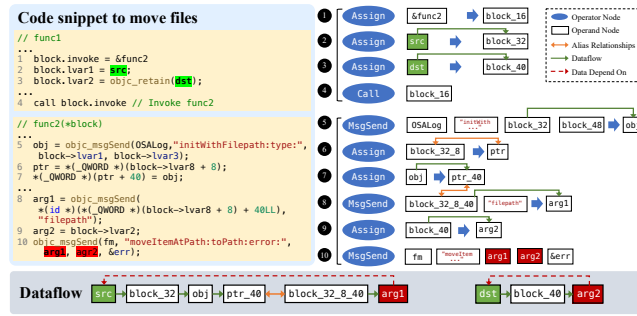 Code snippet to move files
// func1
...
1 block.invoke = &func2
2 block.lvar1 = src;
3 block.lvar2 = objc_retain(dst);
...
4 call block.invoke // Invoke func2
// func2(*block)
...
5 obj = objc_msgSend(OSALog,"initWithFilepath:type:",
block->lvar1, block->lvar3);
6 ptr = *(_QWORD *)(block->lvar8 + 8);
7 *(_QWORD *)(ptr + 40) = obj;
...
8 arg1 = objc_msgSend(
*(id *)(*(_QWORD *)(block->lvar8 + 8) + 40LL),
"filepath");
9 arg2 = block->lvar2;
10 objc_msgSend(fm, "moveItemAtPath:toPath:error:",
arg1, agr2, &err);
1 Assign &func2 block_16
2 Assign src block_32
3 Assign dst block_40
4 Call block_16
5 MsgSend OSALog "initWith ..." block_32 block_48 obj
6 Assign block_32_8 ptr
7 Assign obj ptr_40
8 MsgSend block_32_8_40 "filepath" arg1
9 Assign block_40 arg2
10 MsgSend fm "moveItem ..." arg1 arg2 &err
Operator Node
Operand Node
Alias Relationships
Dataflow
Data Depend On
Dataflow
src block_32 obj ptr_40 block_32_8_40 arg1
dst block_40 arg2